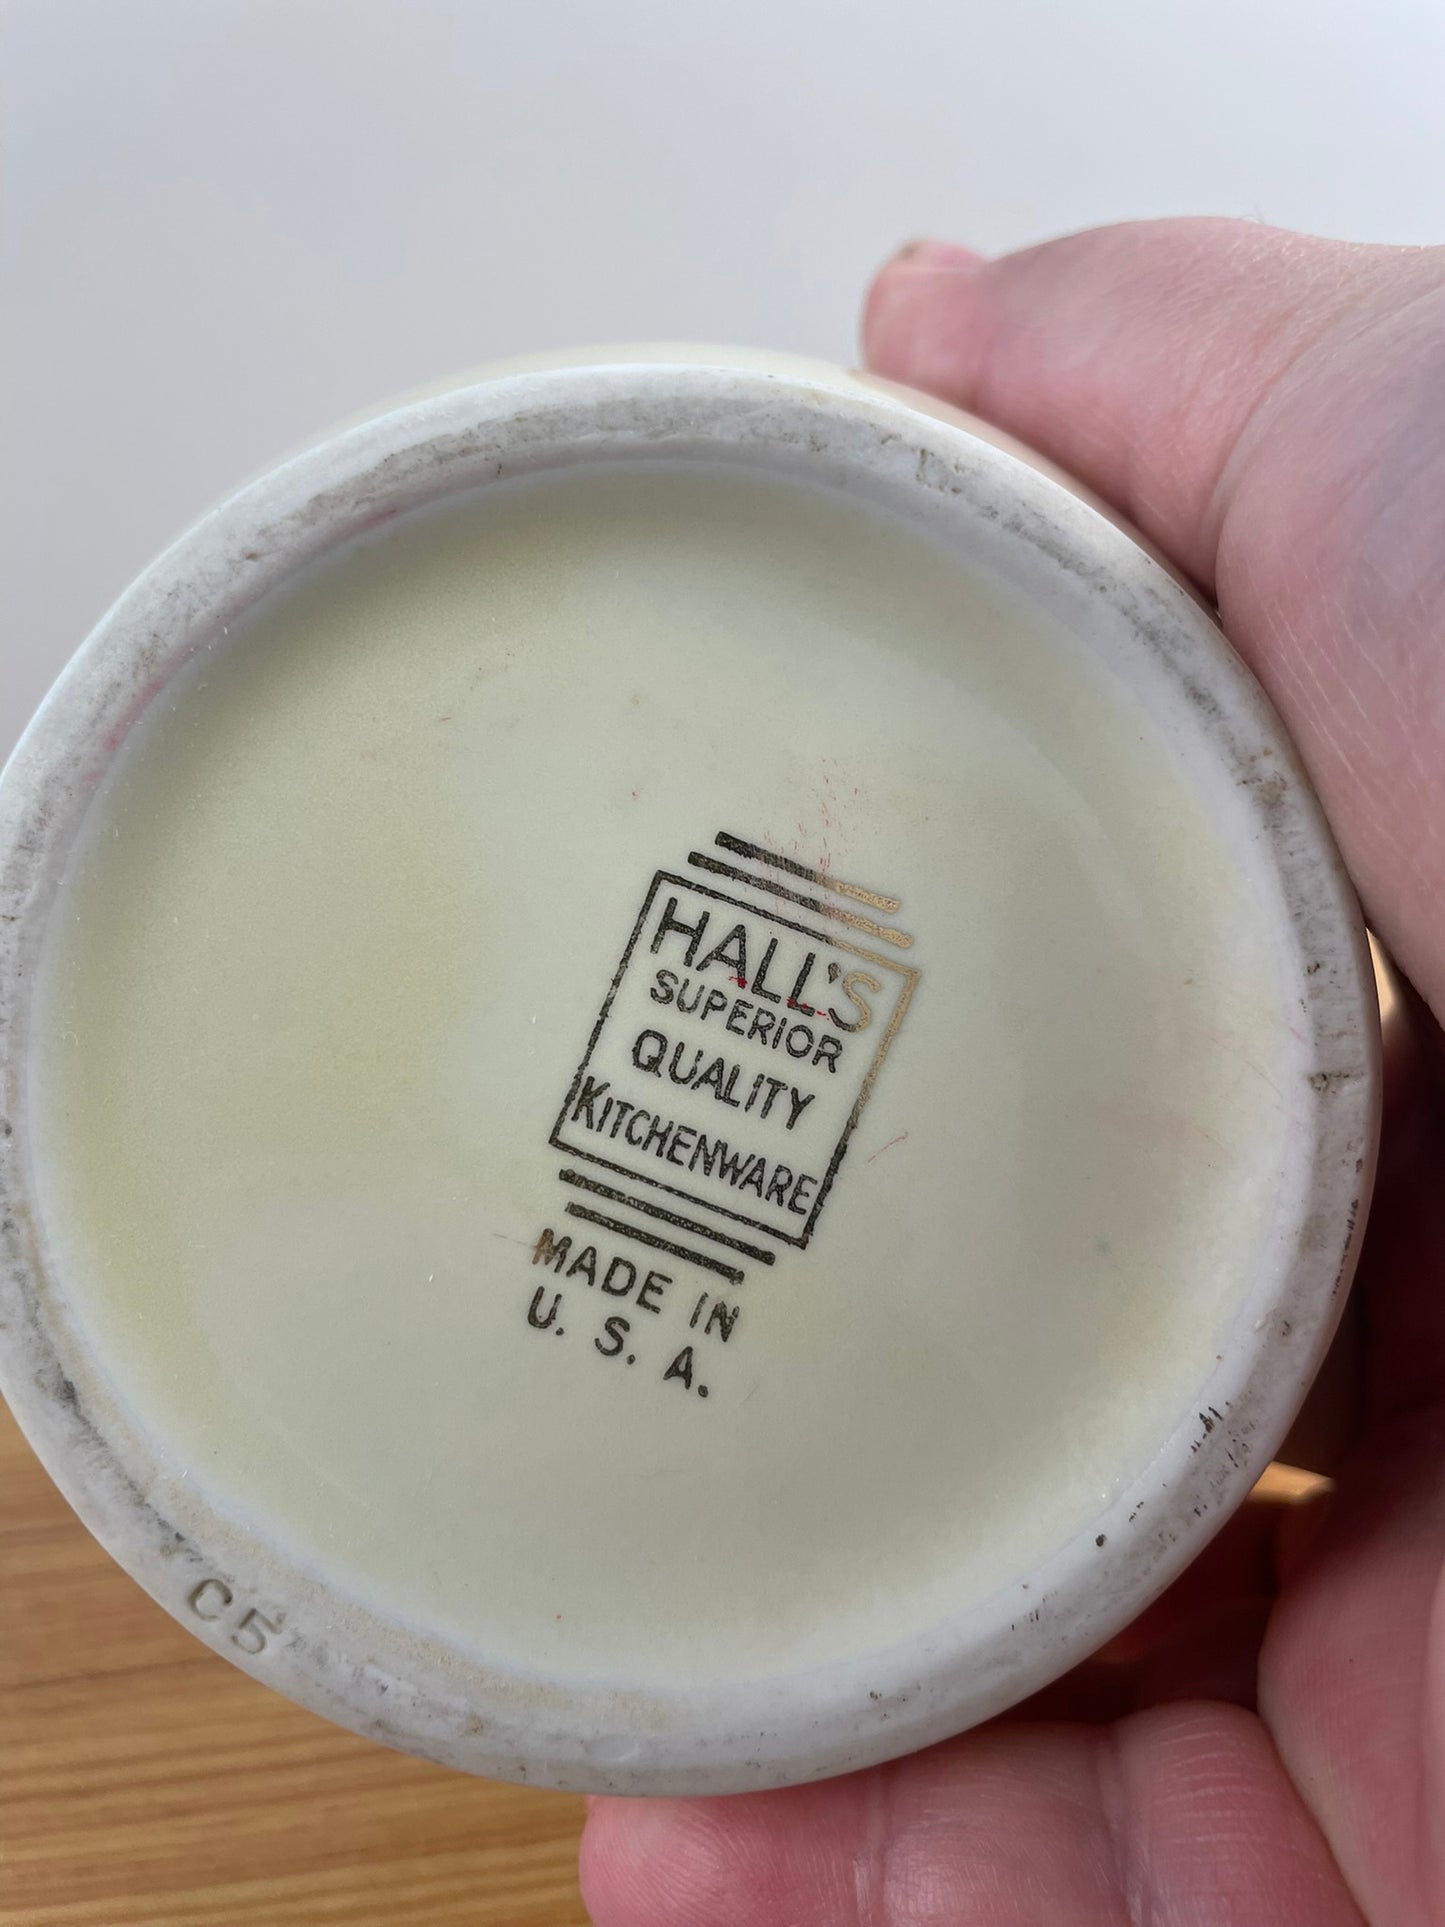 HALL'S
SUPERIOR
QUALITY
KITCHENWARE
MADE IN
U. S. A.
C5